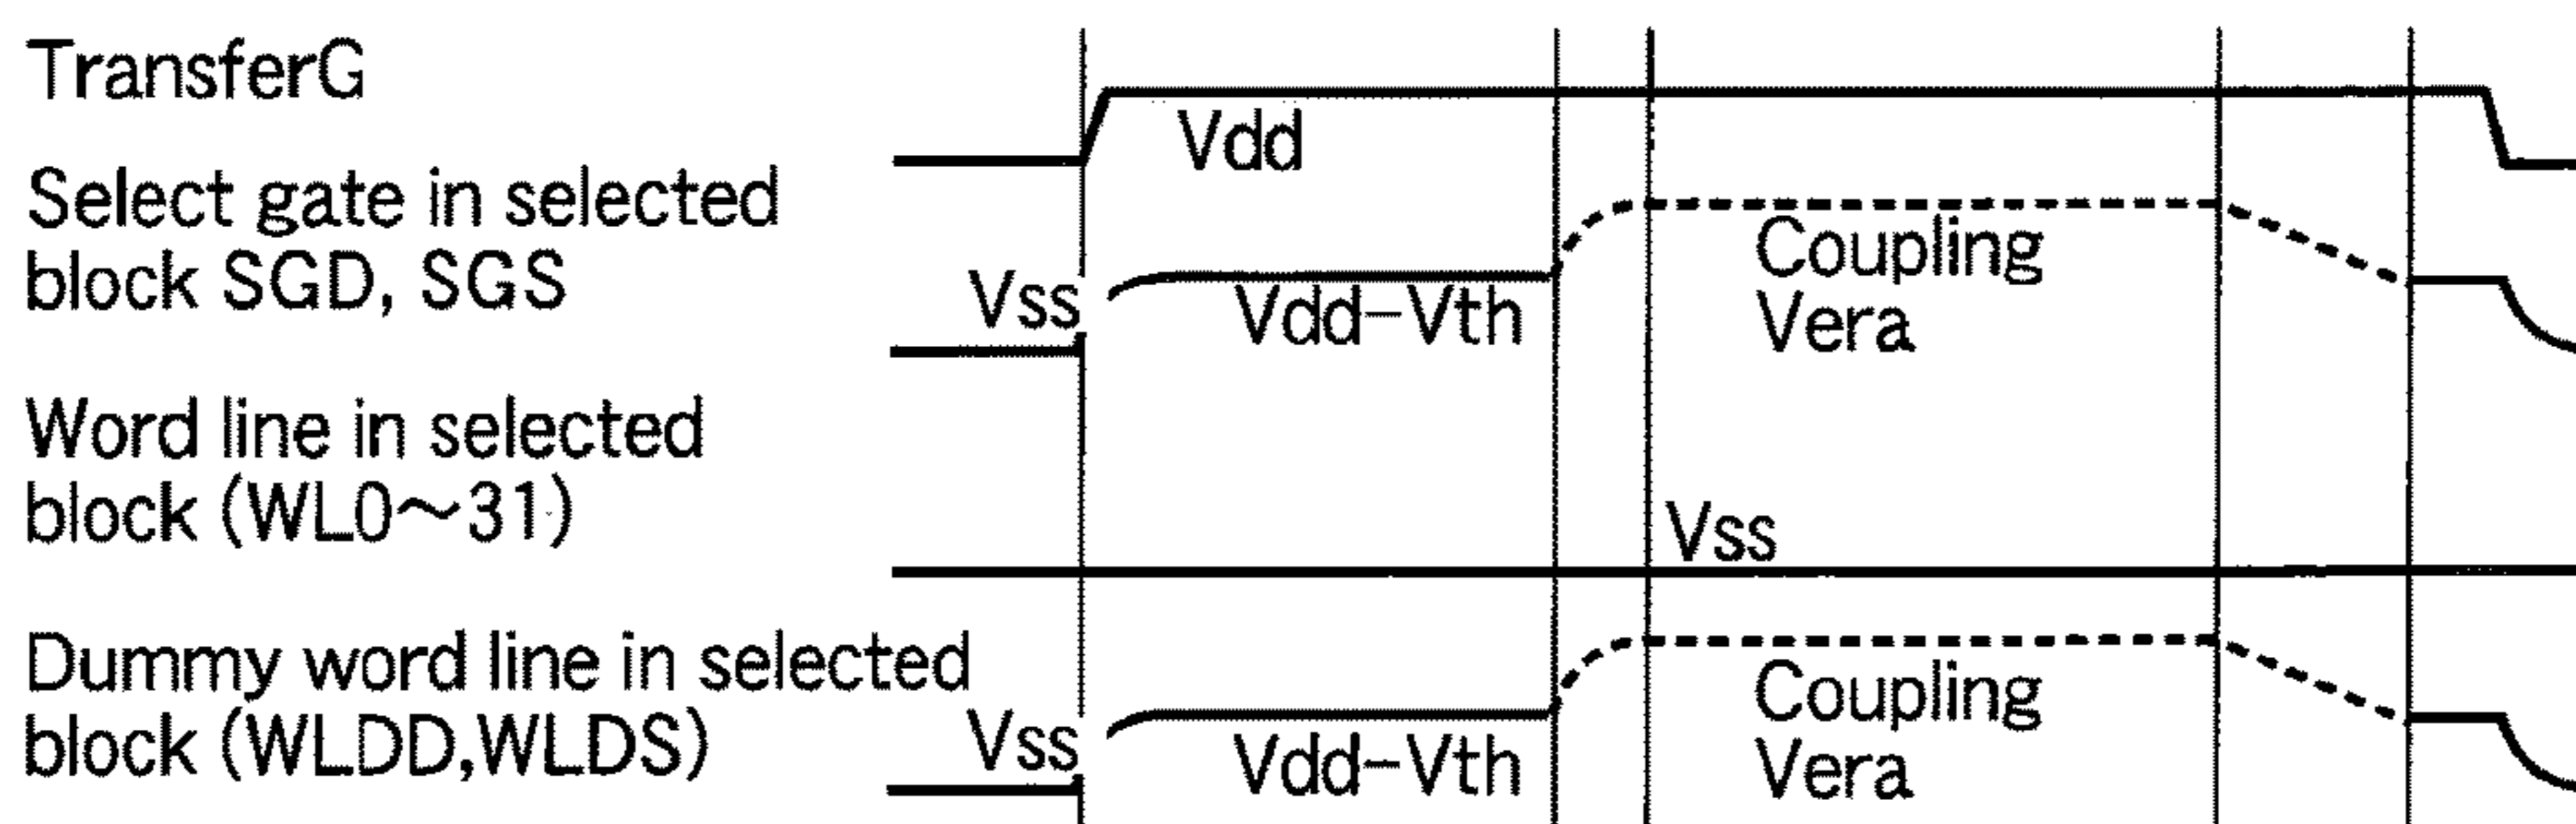 TransferG
Vdd
Select gate in selected
block SGD, SGS
Vss
Vdd-Vth
Coupling
Vera
Word line in selected
block (WL0～31)
Vss
Dummy word line in selected
block (WLDD,WLDS)
Vss
Vdd-Vth
Coupling
Vera